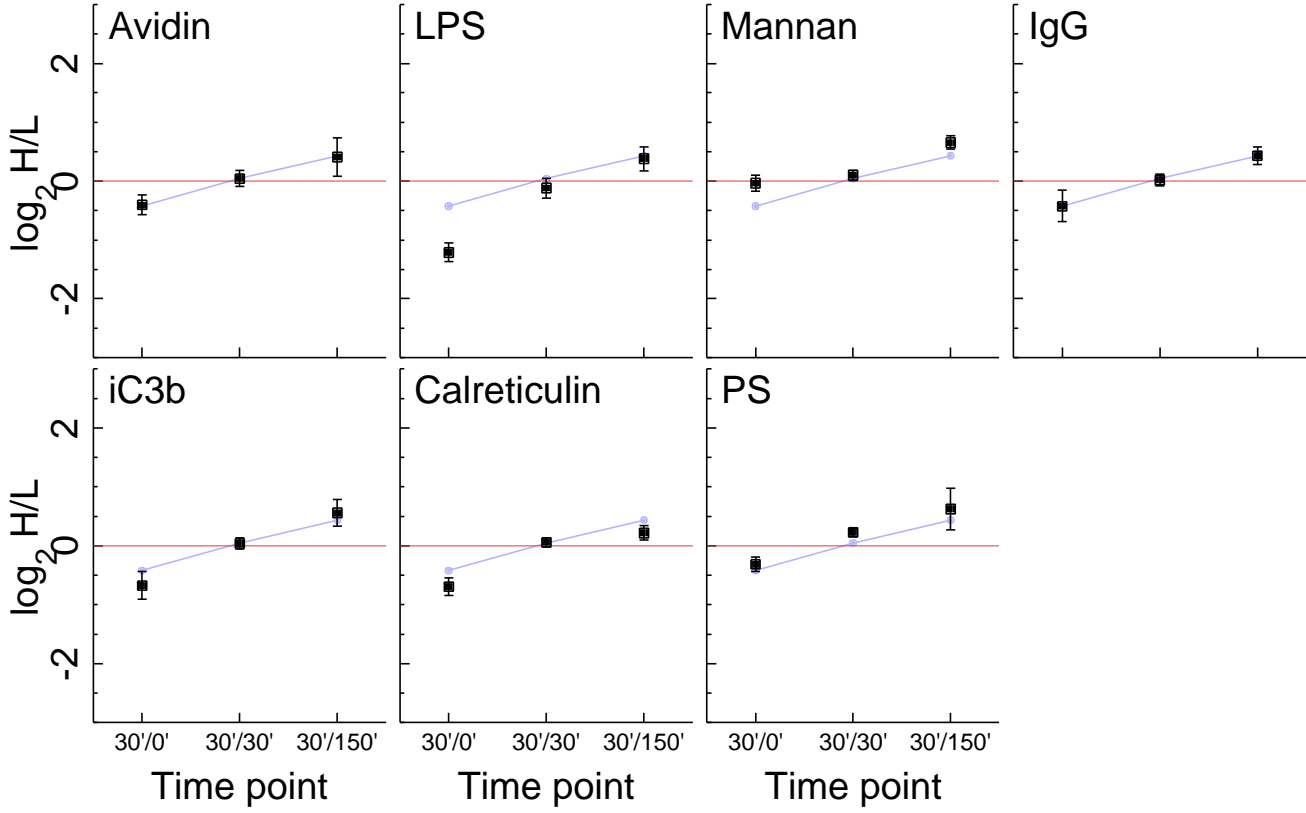 Avidin LPS Mannan IgG
log2 H/L
2
0
-2
iC3b Calreticulin PS
log2 H/L
2
0
-2
30'/0' 30'/30' 30'/150' 30'/0' 30'/30' 30'/150' 30'/0' 30'/30' 30'/150'
Time point Time point Time point